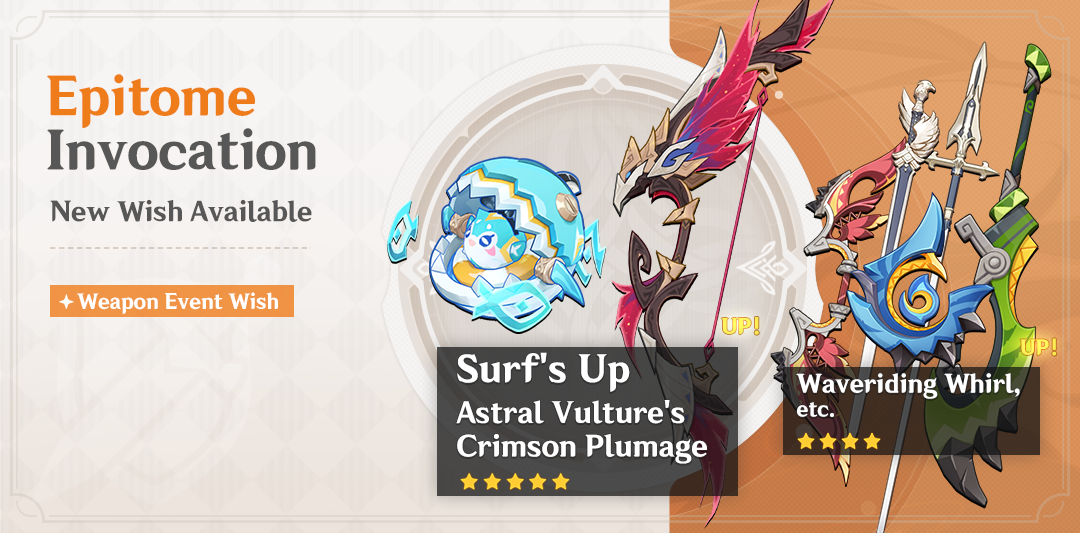 Epitome
Invocation
New Wish Available
Weapon Event Wish
UP!
Surf's Up
Astral Vulture's
Crimson Plumage
UP!
Waveriding Whirl,
etc.